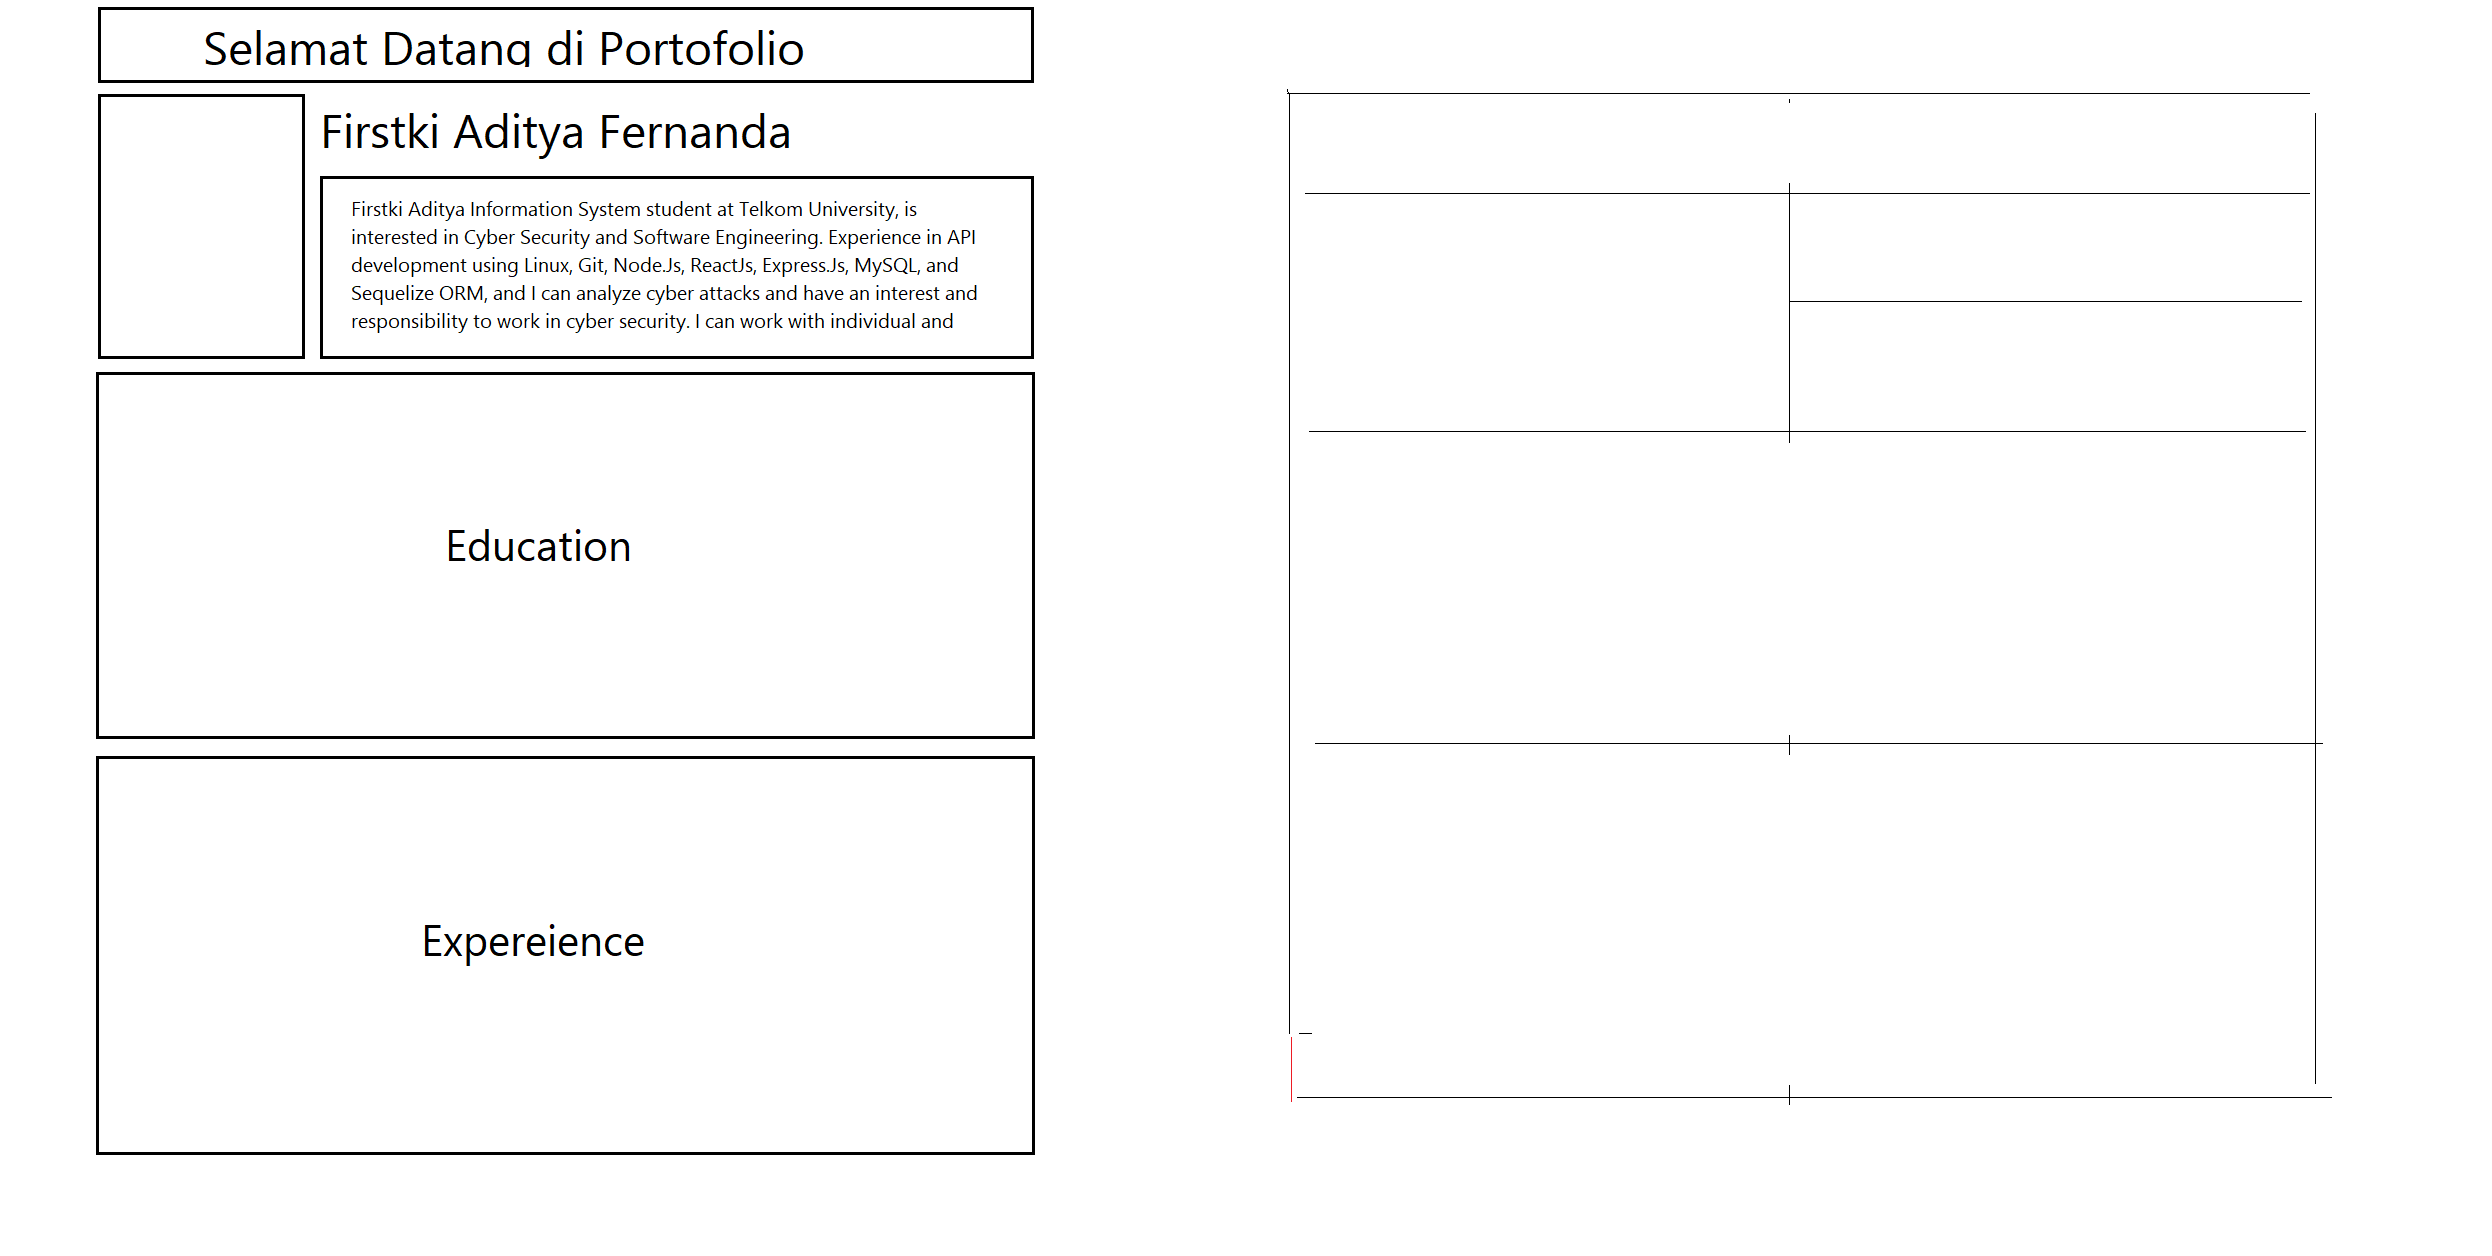 Selamat Datang di Portofolio
Firstki Aditya Fernanda
Firstki Aditya Information System student at Telkom University, is
interested in Cyber Security and Software Engineering. Experience in API
development using Linux, Git, Node.Js, ReactJs, Express.Js, MySQL, and
Sequelize ORM, and I can analyze cyber attacks and have an interest and
responsibility to work in cyber security. I can work with individual and
Education
Expereience